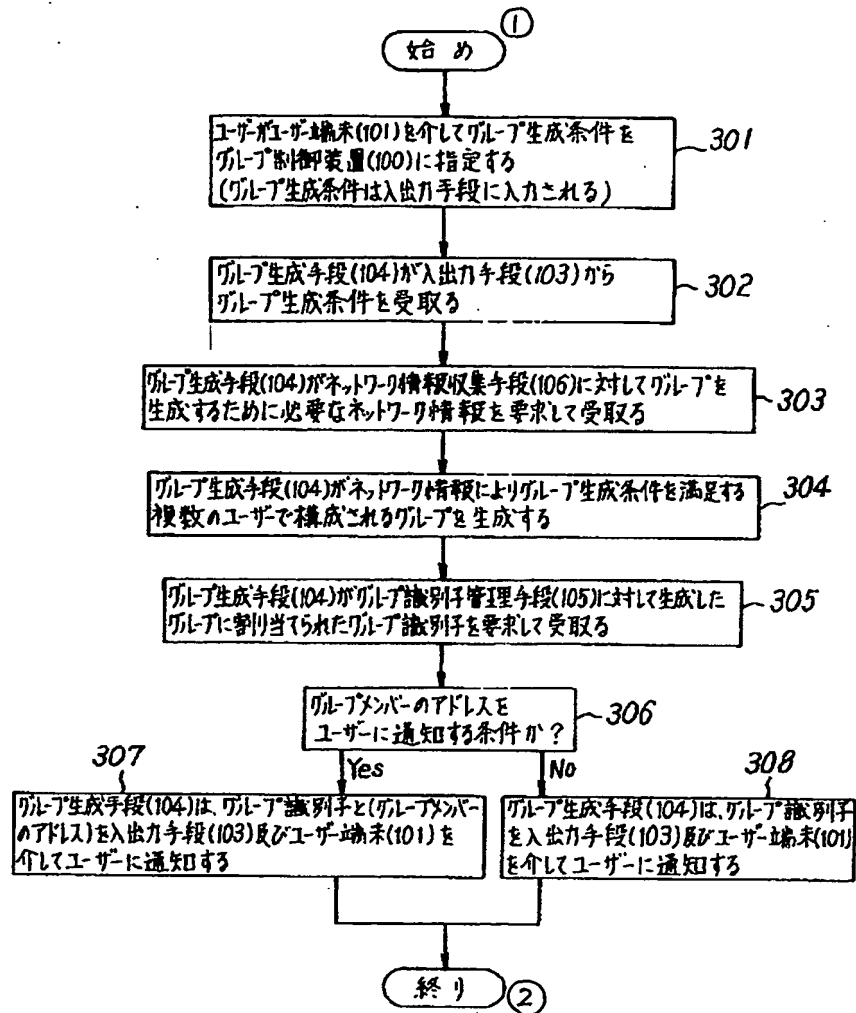 ①
始め
ユーザーがユーザー端末(101)を介してグループ生成条件を
グループ制御装置(100)に指定する
(グループ生成条件は入出力手段に入力される)
301
グループ生成手段(104)が入出力手段(103)から
グループ生成条件を受取る
302
グループ生成手段(104)がネットワーク情報収集手段(106)に対してグループを
生成するために必要なネットワーク情報を要求して受取る
303
グループ生成手段(104)がネットワーク情報によりグループ生成条件を満足する
複数のユーザーで構成されるグループを生成する
304
グループ生成手段(104)がグループ識別子管理手段(105)に対して生成した
グループに割り当てられたグループ識別子を要求して受取る
305
グループメンバーのアドレスを
ユーザーに通知する条件か?
306
Yes
No
307
グループ生成手段(104)は、グループ識別子と(グループメンバー
のアドレス)を入出力手段(103)及びユーザー端末(101)を
介してユーザーに通知する
308
グループ生成手段(104)は、グループ識別子
を入出力手段(103)及びユーザー端末(101)
を介してユーザーに通知する
終り
②